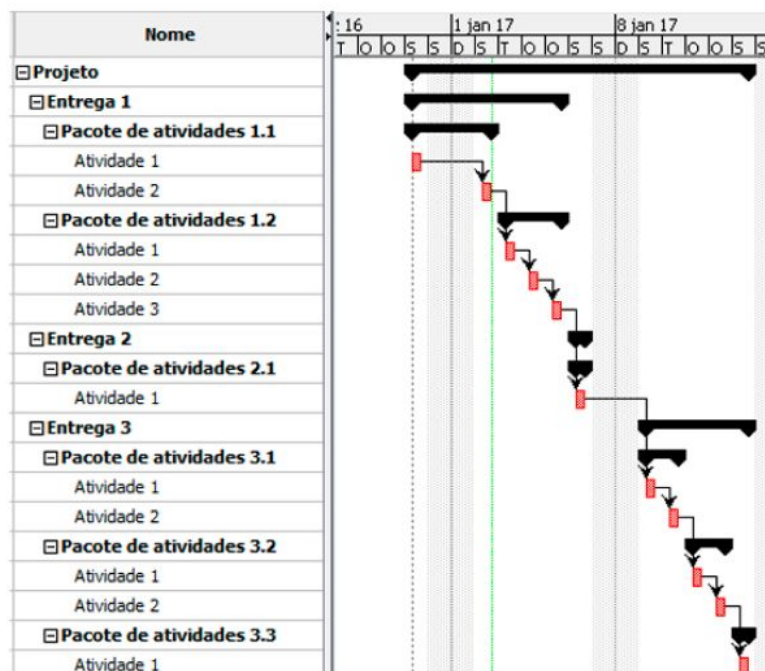 : 16 1 jan 17 8 jan 17
Nome
T O O S S D S T O O S S D S T O O S S
Projeto
Entrega 1
Pacote de atividades 1.1
Atividade 1
Atividade 2
Pacote de atividades 1.2
Atividade 1
Atividade 2
Atividade 3
Entrega 2
Pacote de atividades 2.1
Atividade 1
Entrega 3
Pacote de atividades 3.1
Atividade 1
Atividade 2
Pacote de atividades 3.2
Atividade 1
Atividade 2
Pacote de atividades 3.3
Atividade 1